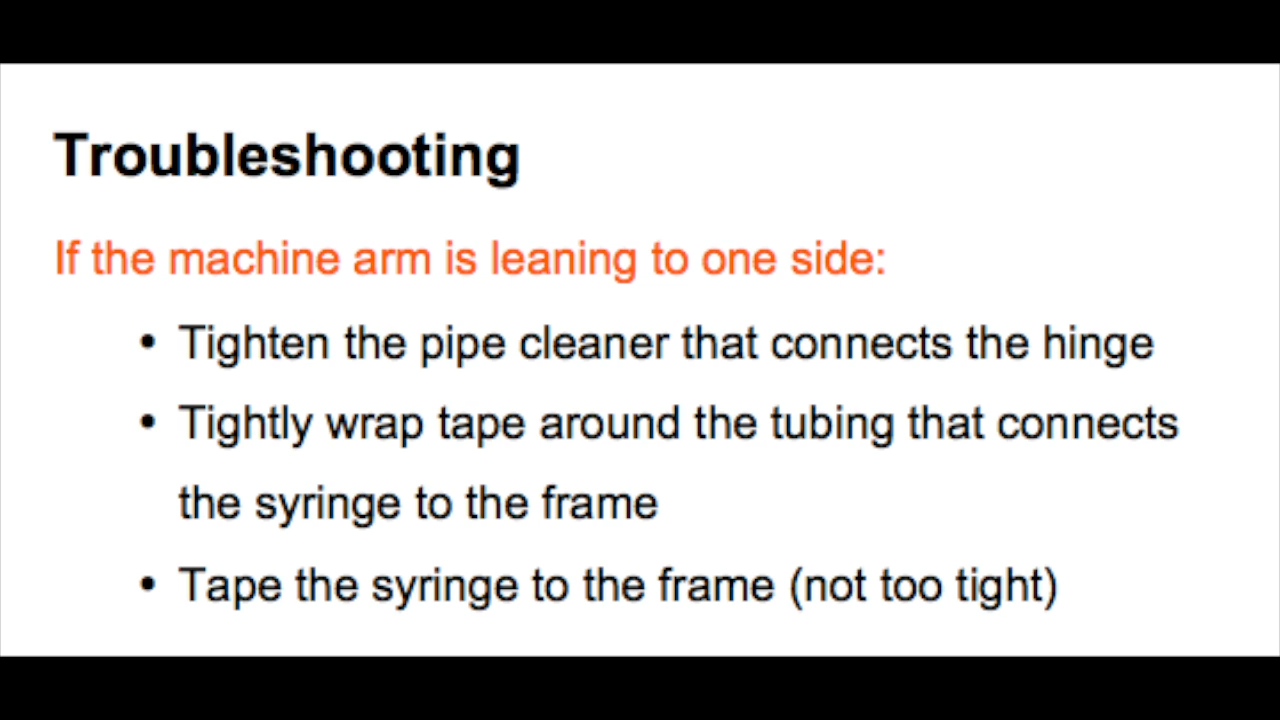 Troubleshooting
If the machine arm is leaning to one side:
• Tighten the pipe cleaner that connects the hinge
• Tightly wrap tape around the tubing that connects
the syringe to the frame
• Tape the syringe to the frame (not too tight)